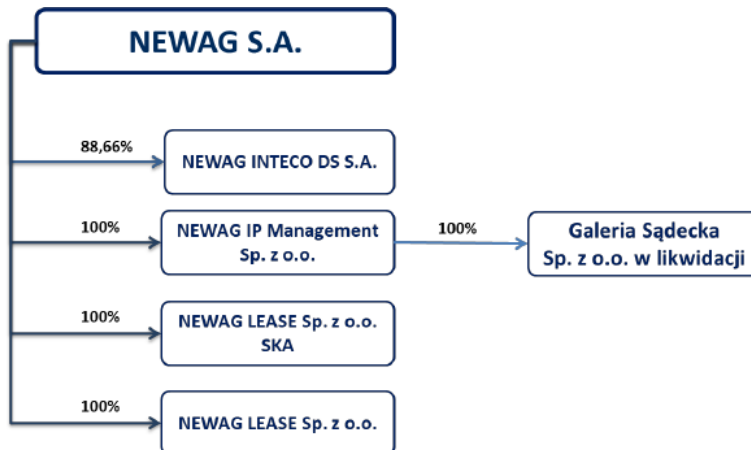 NEWAG S.A.
88,66%
NEWAG INTECO DS S.A.
100%
NEWAG IP Management
Sp. z o.o.
100%
Galeria Sądecka
Sp. z o.o. w likwidacji
100%
NEWAG LEASE Sp. z o.o.
SKA
100%
NEWAG LEASE Sp. z o.o.